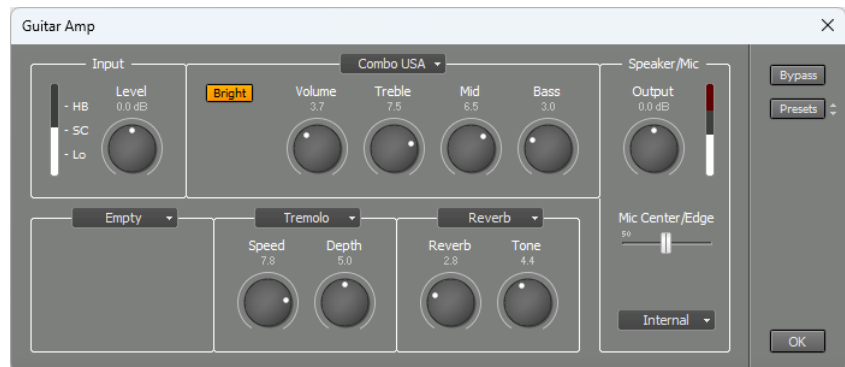 Guitar Amp
Input
Level
0.0 dB
- HB
- SC
- Lo
Combo USA
Bright
Volume
3.7
Treble
7.5
Mid
6.5
Bass
3.0
Speaker/Mic
Output
0.0 dB
Bypass
Presets
Empty
Tremolo
Speed
7.8
Depth
5.0
Reverb
Reverb
2.8
Tone
4.4
Mic Center/Edge
50
Internal
OK